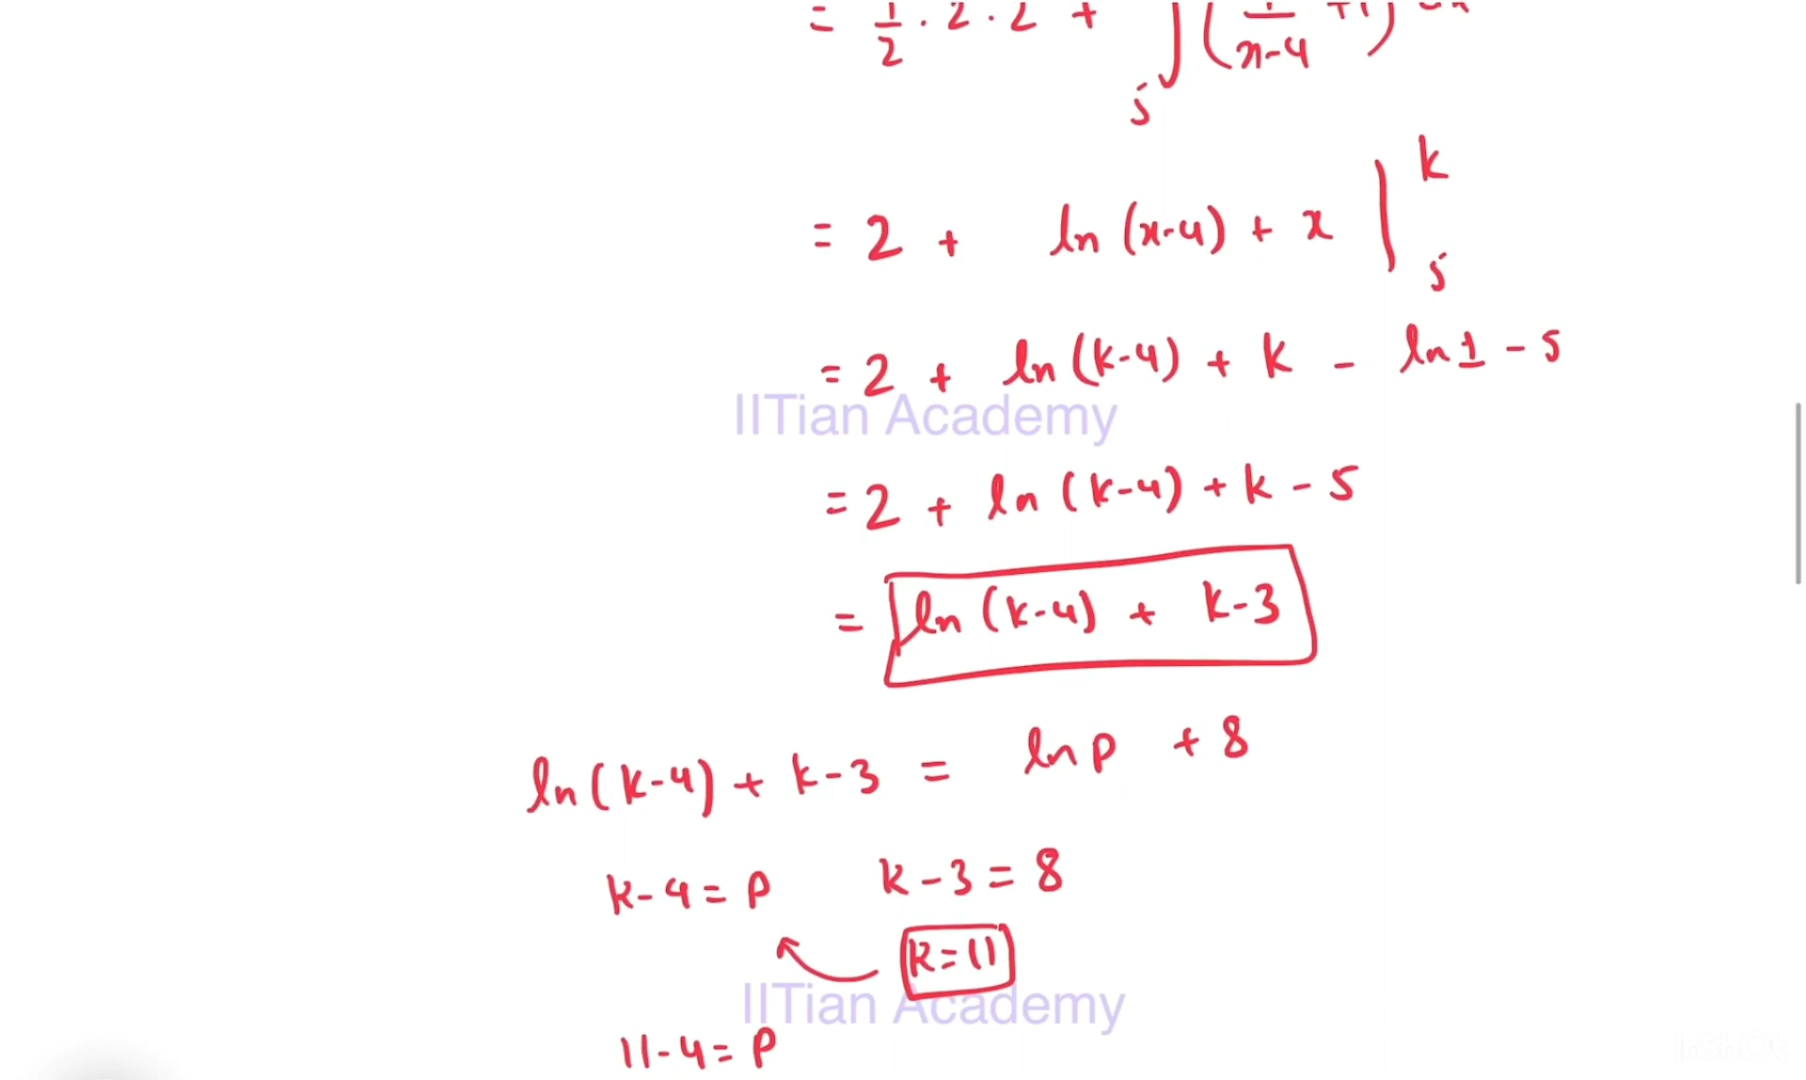 = 1/2 . 2 . 2 + ∫ 5 ( 1/(x-4) + 1 ) dx
= 2 + ln (x-4) + x | k 5
= 2 + ln (k-4) + k - ln 1 - 5
IITian Academy
= 2 + ln (k-4) + k - 5
= ln (k-4) + k-3
ln (k-4) + k-3 = ln p + 8
k-4 = p k-3 = 8
k = 11
IITian Academy
11-4 = p